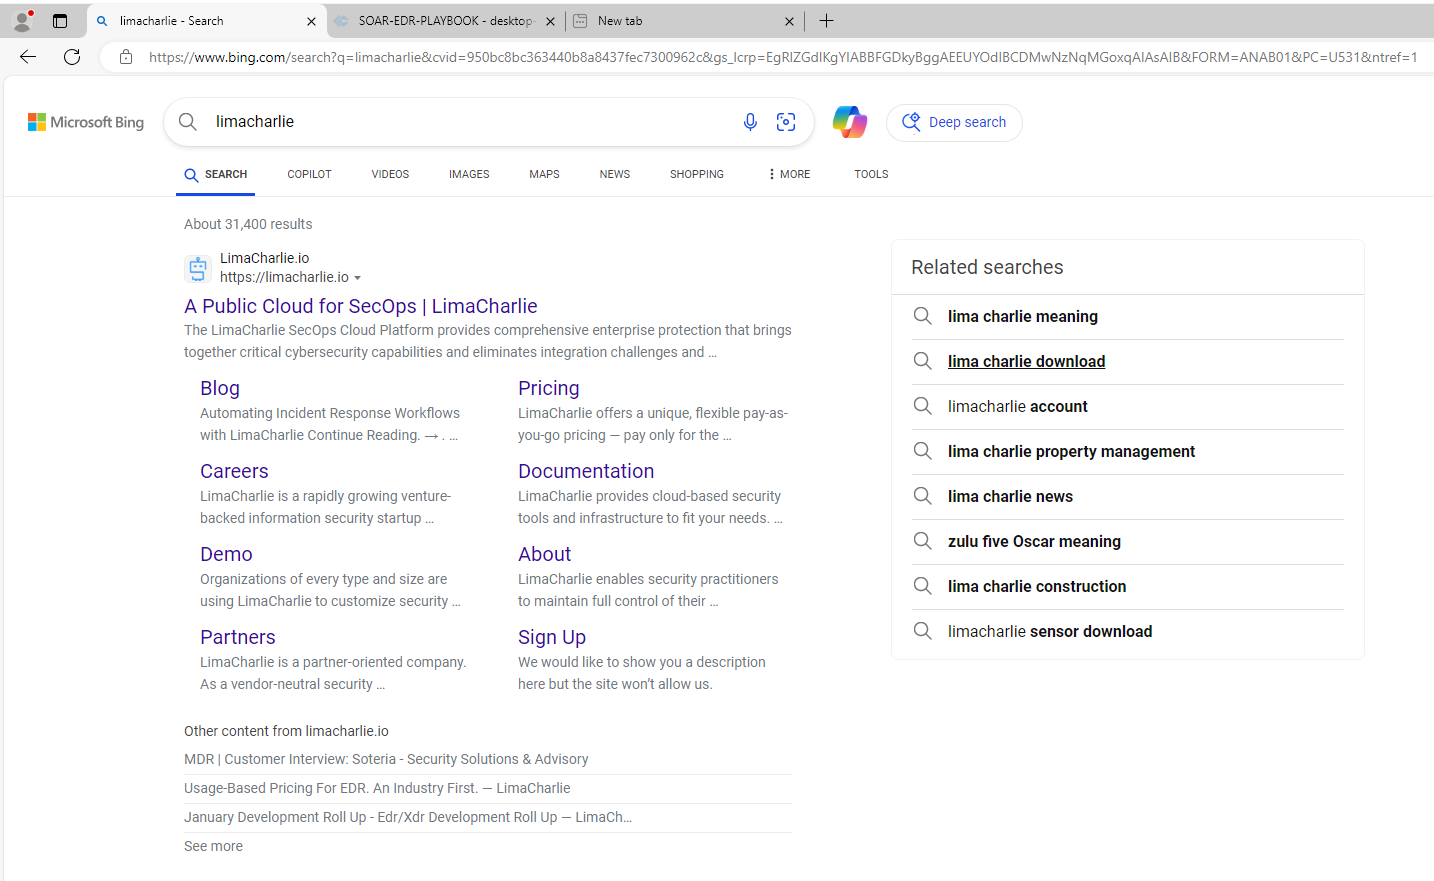 limacharlie - Search
SOAR-EDR-PLAYBOOK - desktop-
New tab
https://www.bing.com/search?q=limacharlie&cvid=950bc8bc363440b8a8437fec7300962c&gs_lcrp=EgRlZGdlKgYIABBFGDkyBggAEEUYOdIBCDMwNzNqMGoxqAIAsAIB&FORM=ANAB01&PC=U531&ntref=1
Microsoft Bing
limacharlie
Deep search
SEARCH COPILOT VIDEOS IMAGES MAPS NEWS SHOPPING MORE TOOLS
About 31,400 results
LimaCharlie.io
https://limacharlie.io
A Public Cloud for SecOps | LimaCharlie
The LimaCharlie SecOps Cloud Platform provides comprehensive enterprise protection that brings
together critical cybersecurity capabilities and eliminates integration challenges and …
Blog
Automating Incident Response Workflows
with LimaCharlie Continue Reading. → . …
Pricing
LimaCharlie offers a unique, flexible pay-as-
you-go pricing — pay only for the …
Careers
LimaCharlie is a rapidly growing venture-
backed information security startup …
Documentation
LimaCharlie provides cloud-based security
tools and infrastructure to fit your needs. …
Demo
Organizations of every type and size are
using LimaCharlie to customize security …
About
LimaCharlie enables security practitioners
to maintain full control of their …
Partners
LimaCharlie is a partner-oriented company.
As a vendor-neutral security …
Sign Up
We would like to show you a description
here but the site won't allow us.
Other content from limacharlie.io
MDR | Customer Interview: Soteria - Security Solutions & Advisory
Usage-Based Pricing For EDR. An Industry First. — LimaCharlie
January Development Roll Up - Edr/Xdr Development Roll Up — LimaCh…
See more
Related searches
lima charlie meaning
lima charlie download
limacharlie account
lima charlie property management
lima charlie news
zulu five Oscar meaning
lima charlie construction
limacharlie sensor download